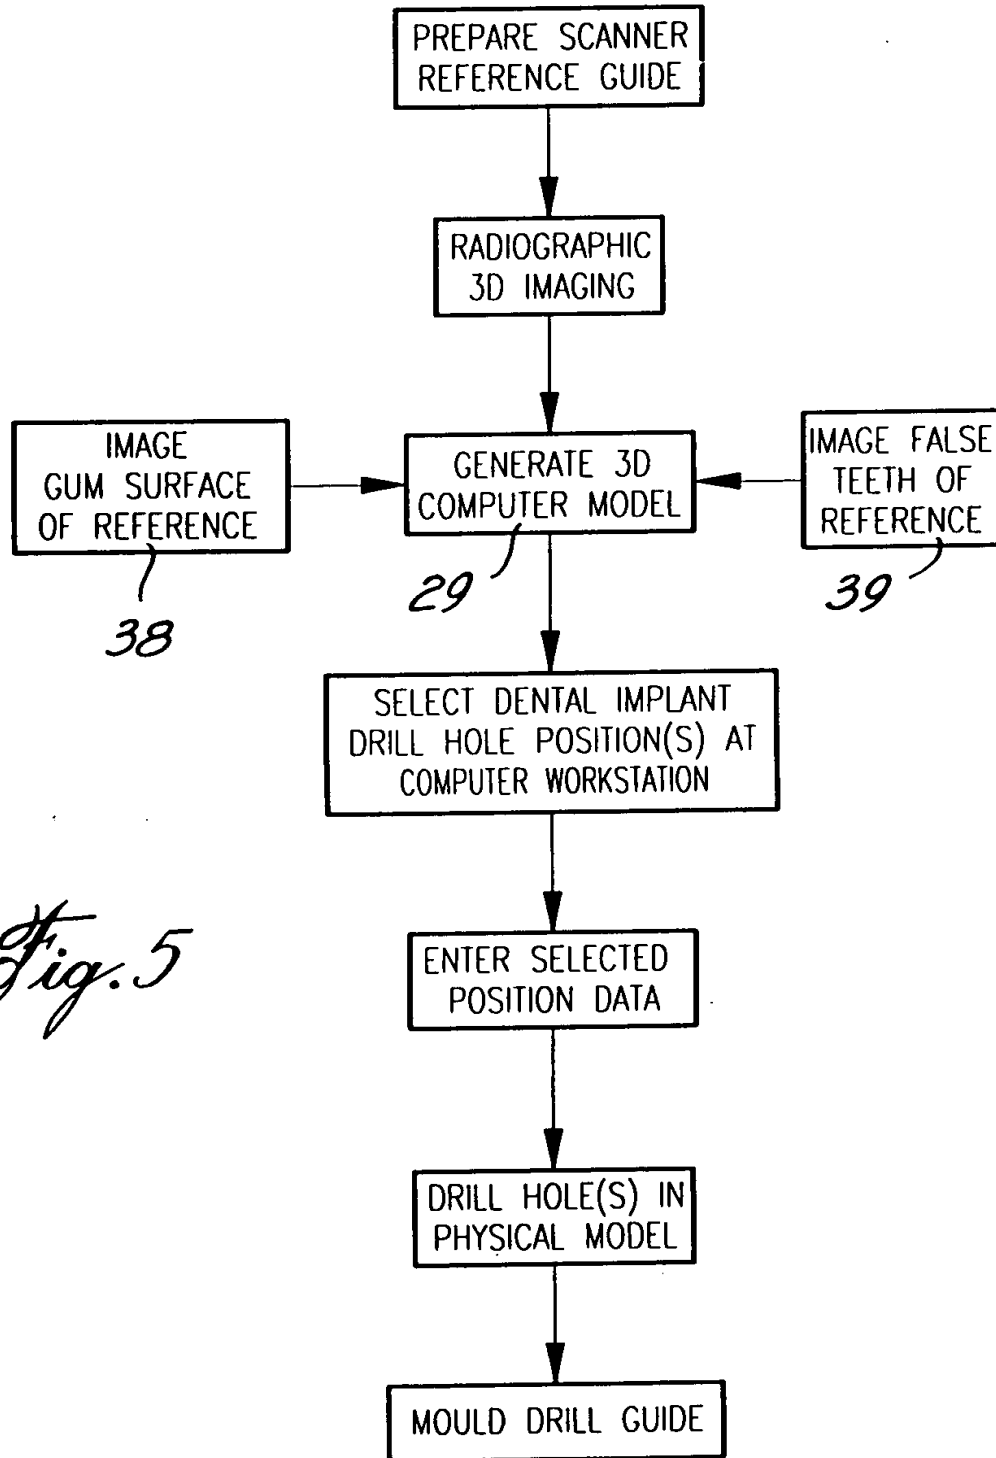 PREPARE SCANNER
REFERENCE GUIDE
RADIOGRAPHIC
3D IMAGING
IMAGE
GUM SURFACE
OF REFERENCE
38
GENERATE 3D
COMPUTER MODEL
29
IMAGE FALSE
TEETH OF
REFERENCE
39
SELECT DENTAL IMPLANT
DRILL HOLE POSITION(S) AT
COMPUTER WORKSTATION
Fig. 5
ENTER SELECTED
POSITION DATA
DRILL HOLE(S) IN
PHYSICAL MODEL
MOULD DRILL GUIDE